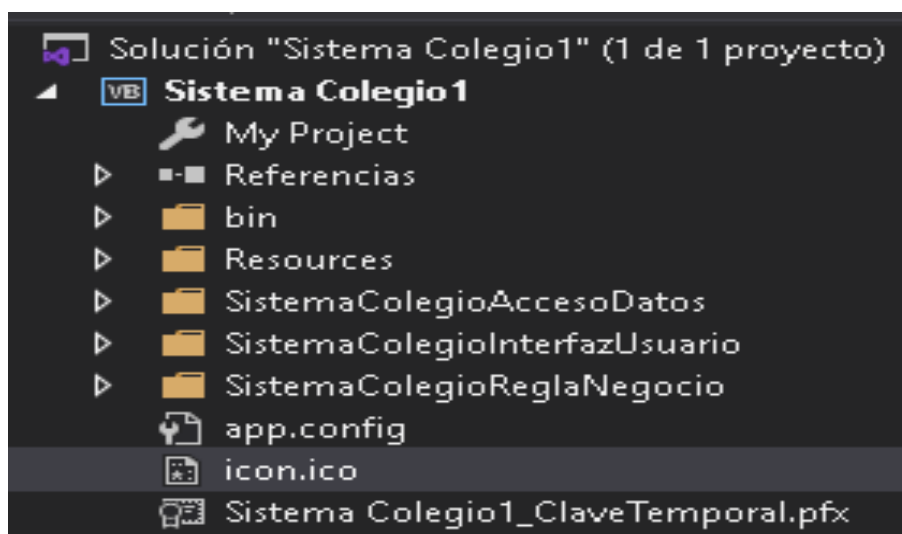 Solución "Sistema Colegio1" (1 de 1 proyecto)
VB Sistema Colegio1
My Project
Referencias
bin
Resources
SistemaColegioAccesoDatos
SistemaColegioInterfazUsuario
SistemaColegioReglaNegocio
app.config
icon.ico
Sistema Colegio1_ClaveTemporal.pfx